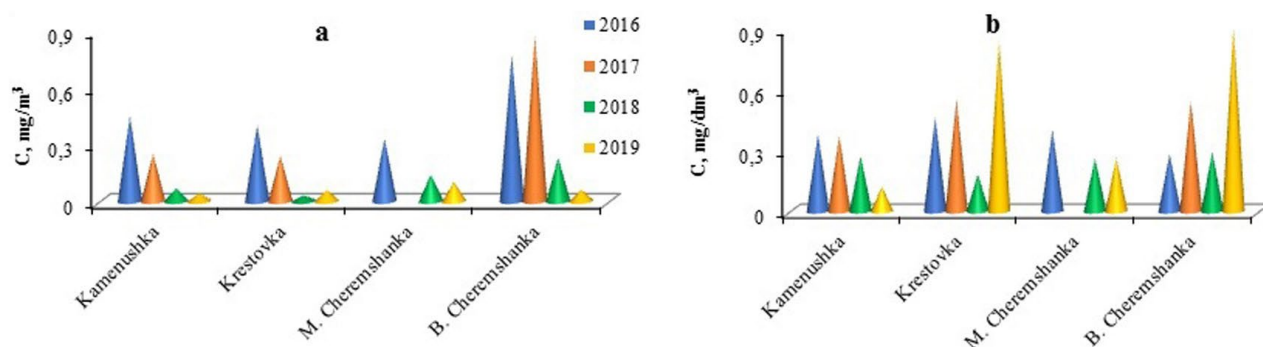 a
0,9
0,6
0,3
0
C, mg/m³
2016
2017
2018
2019
Kamenushka
Krestovka
M. Cheremshanka
B. Cheremshanka
b
0,9
0,6
0,3
0
C, mg/dm³
Kamenushka
Krestovka
M. Cheremshanka
B. Cheremshanka